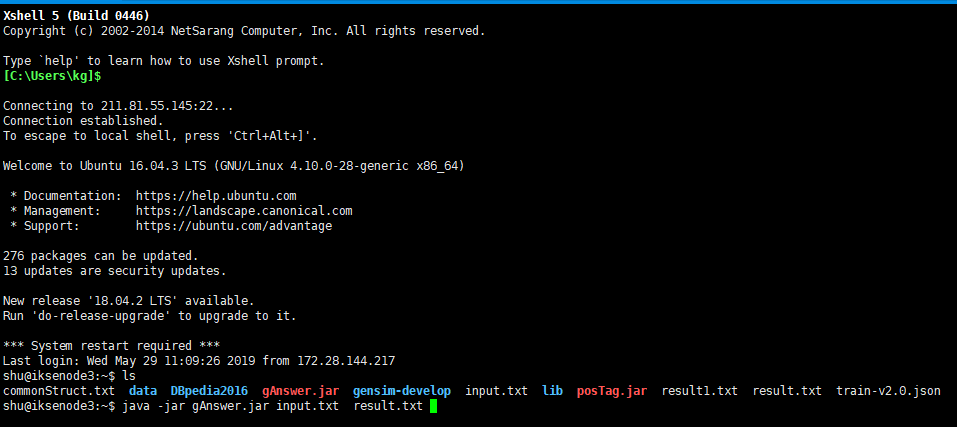 Xshell 5 (Build 0446)
Copyright (c) 2002-2014 NetSarang Computer, Inc. All rights reserved.
Type `help' to learn how to use Xshell prompt.
[C:\Users\kg]$
Connecting to 211.81.55.145:22...
Connection established.
To escape to local shell, press 'Ctrl+Alt+]'.
Welcome to Ubuntu 16.04.3 LTS (GNU/Linux 4.10.0-28-generic x86_64)
* Documentation:  https://help.ubuntu.com
* Management:     https://landscape.canonical.com
* Support:        https://ubuntu.com/advantage
276 packages can be updated.
13 updates are security updates.
New release '18.04.2 LTS' available.
Run 'do-release-upgrade' to upgrade to it.
*** System restart required ***
Last login: Wed May 29 11:09:26 2019 from 172.28.144.217
shu@iksenode3:~$ ls
commonStruct.txt  data  DBpedia2016  gAnswer.jar  gensim-develop  input.txt  lib  posTag.jar  result1.txt  result.txt  train-v2.0.json
shu@iksenode3:~$ java -jar gAnswer.jar input.txt  result.txt